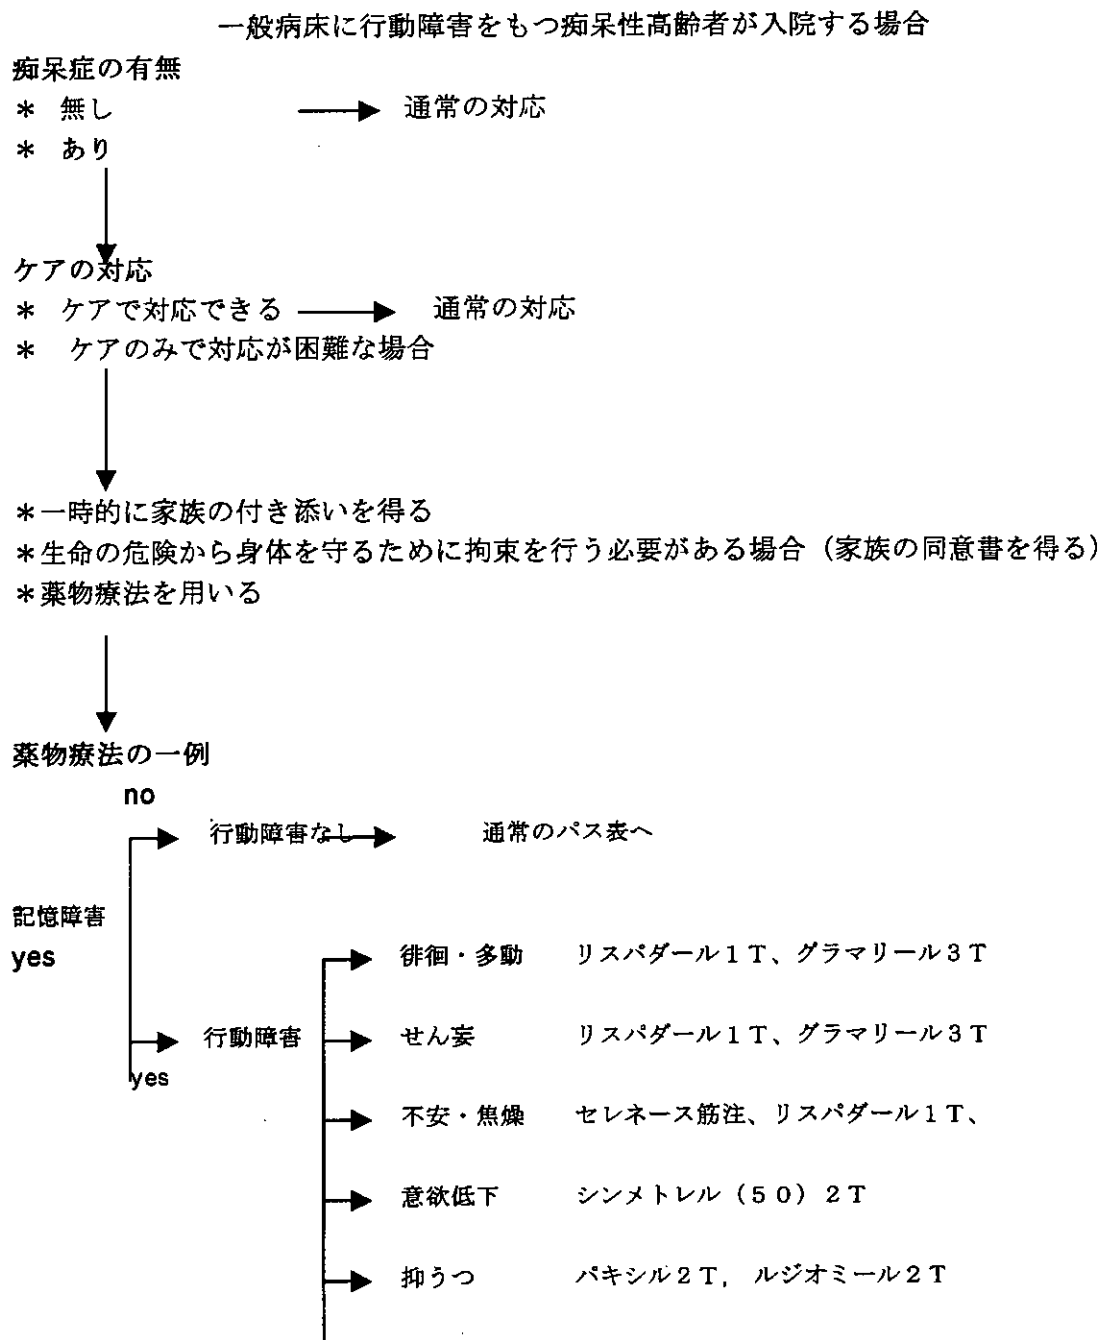 一般病床に行動障害をもつ痴呆性高齢者が入院する場合
痴呆症の有無
＊ 無し → 通常の対応
＊ あり
ケアの対応
＊ ケアで対応できる → 通常の対応
＊ ケアのみで対応が困難な場合
＊一時的に家族の付き添いを得る
＊生命の危険から身体を守るために拘束を行う必要がある場合（家族の同意書を得る）
＊薬物療法を用いる
薬物療法の一例
no
行動障害なし → 通常のパス表へ
記憶障害
yes
徘徊・多動 リスパダール１Ｔ、グラマリール３Ｔ
行動障害
yes
せん妄 リスパダール１Ｔ、グラマリール３Ｔ
不安・焦燥 セレネース筋注、リスパダール１Ｔ、
意欲低下 シンメトレル（５０）２Ｔ
抑うつ パキシル２Ｔ， ルジオミール２Ｔ